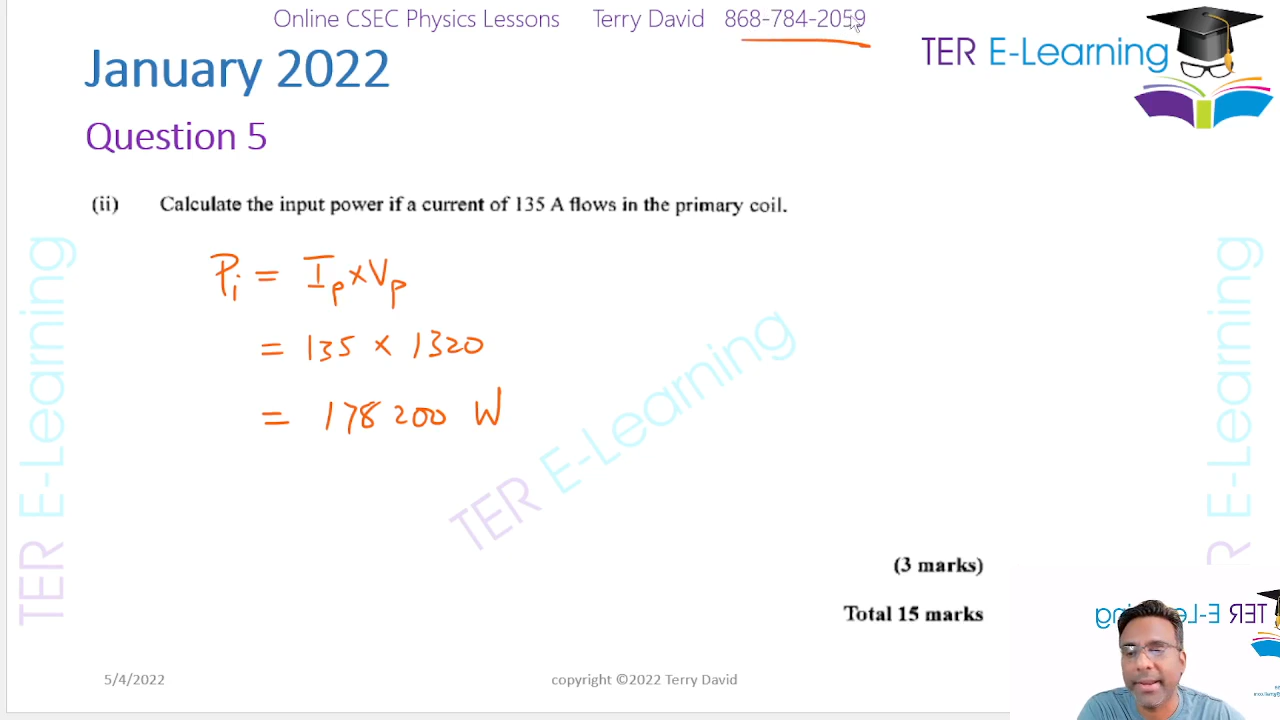 Online CSEC Physics Lessons Terry David 868-784-2059
TER E-Learning
January 2022
Question 5
(ii) Calculate the input power if a current of 135 A flows in the primary coil.
Pi = Ip × Vp
= 135 × 1320
= 178 200 W
TER E-Learning
TER E-Learning
E-Learning
(3 marks)
Total 15 marks
TER E-Learning
5/4/2022 copyright ©2022 Terry David